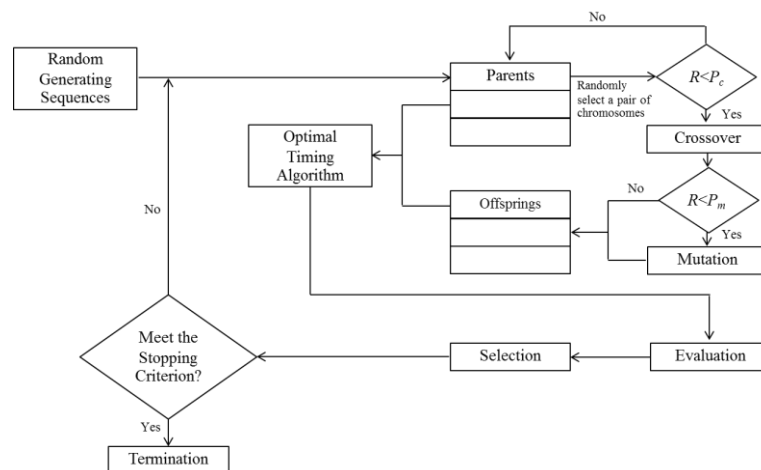 No
Random
Generating
Sequences
Parents
R<Pc
Randomly
select a pair of
chromosomes
Yes
Optimal
Timing
Algorithm
Crossover
No
Offsprings
No
R<Pm
Yes
Mutation
Meet the
Stopping
Criterion?
Selection
Evaluation
Yes
Termination